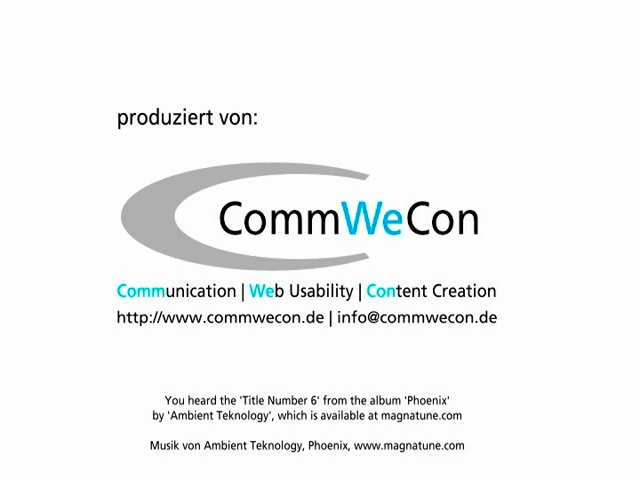 produziert von:
CommWeCon
Communication | Web Usability | Content Creation
http://www.commwecon.de | info@commwecon.de
You heard the 'Title Number 6' from the album 'Phoenix'
by 'Ambient Teknology', which is available at magnatune.com
Musik von Ambient Teknology, Phoenix, www.magnatune.com